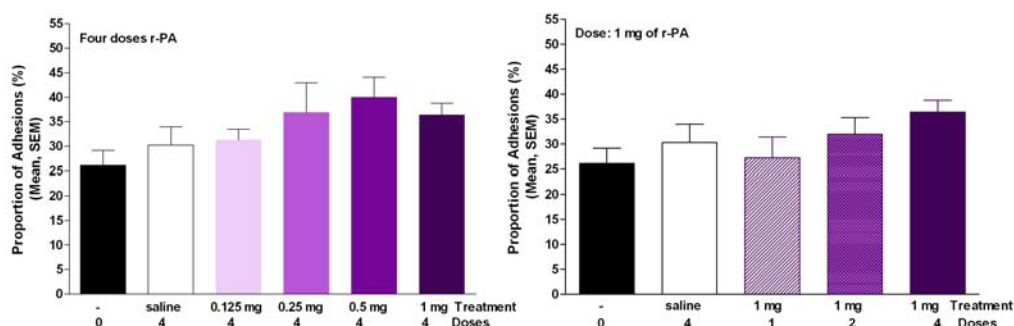 Four doses r-PA
Proportion of Adhesions (%)
(Mean, SEM)
55
50
45
40
35
30
25
20
15
10
5
0
- saline 0.125 mg 0.25 mg 0.5 mg 1 mg Treatment
0 4 4 4 4 4 Doses
Dose: 1 mg of r-PA
Proportion of Adhesions (%)
(Mean, SEM)
55
50
45
40
35
30
25
20
15
10
5
0
- saline 1 mg 1 mg 1 mg Treatment
0 4 1 2 4 Doses